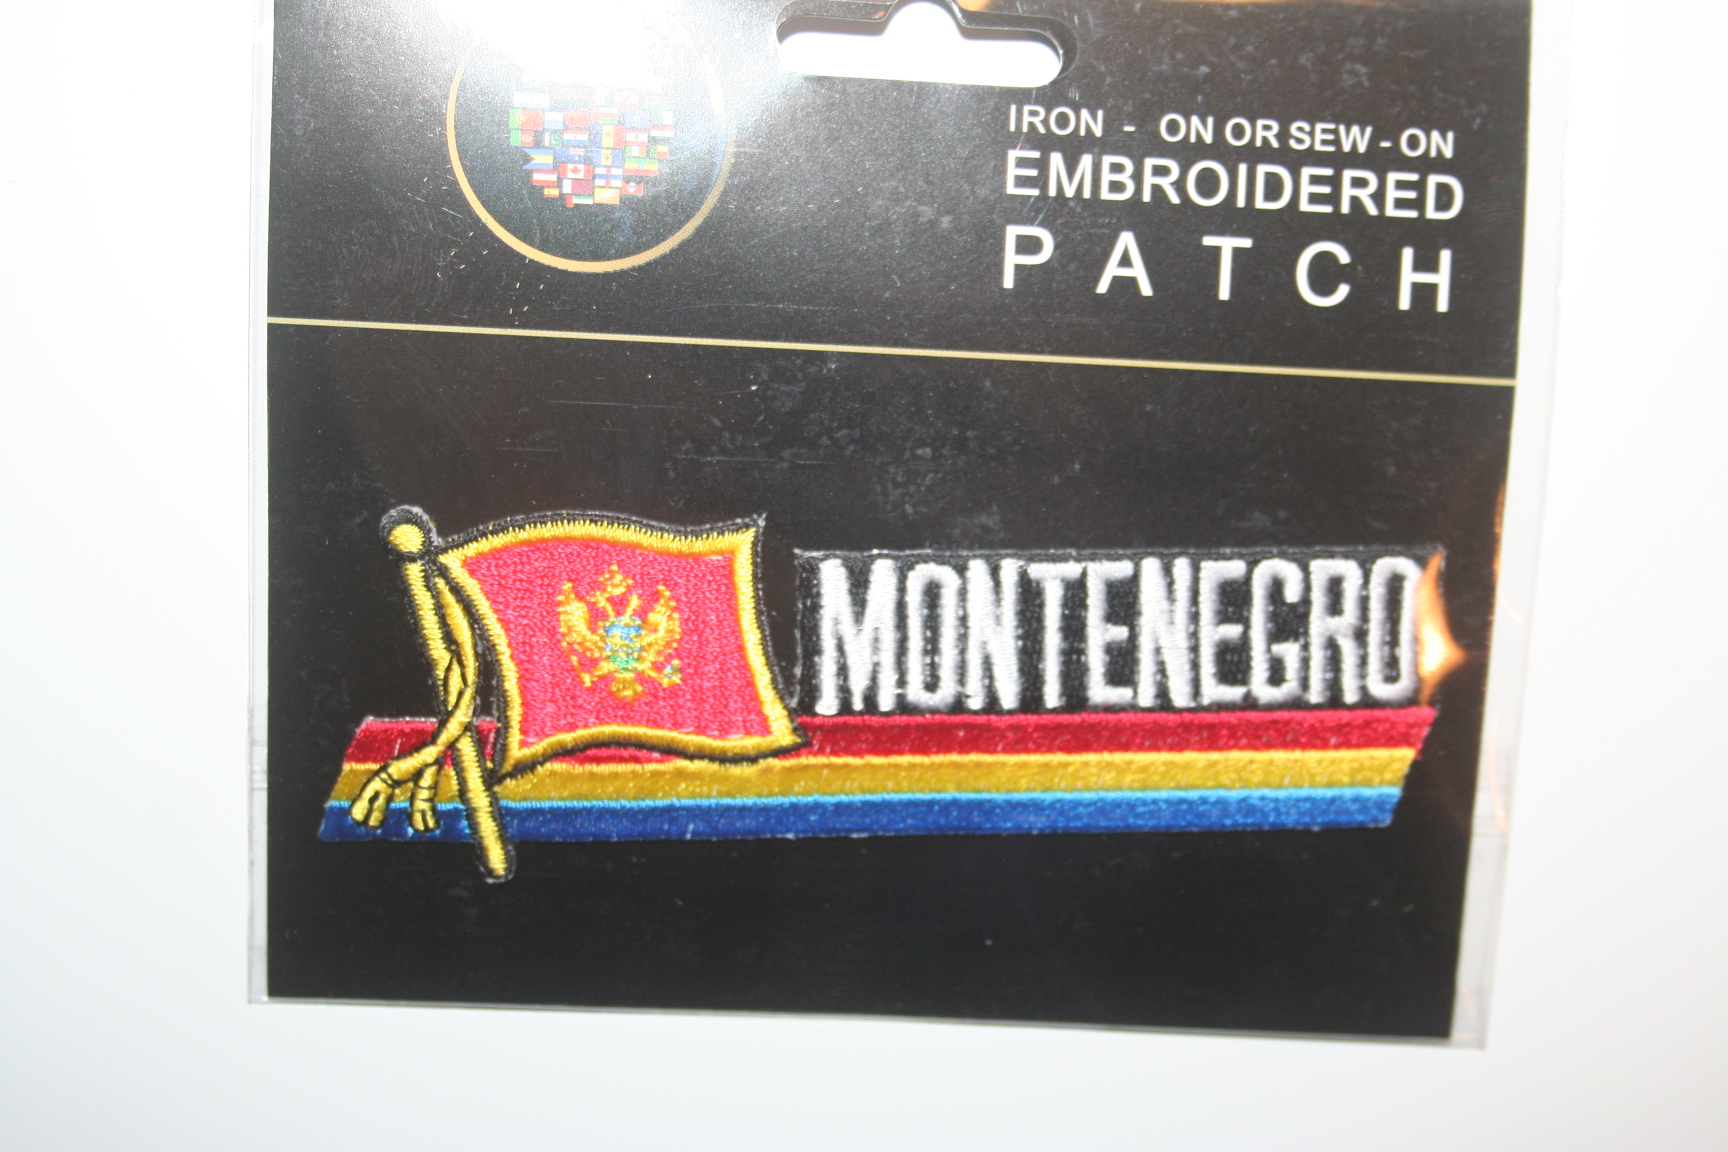 IRON - ON OR SEW - ON
EMBROIDERED
PATCH
MONTENEGRO